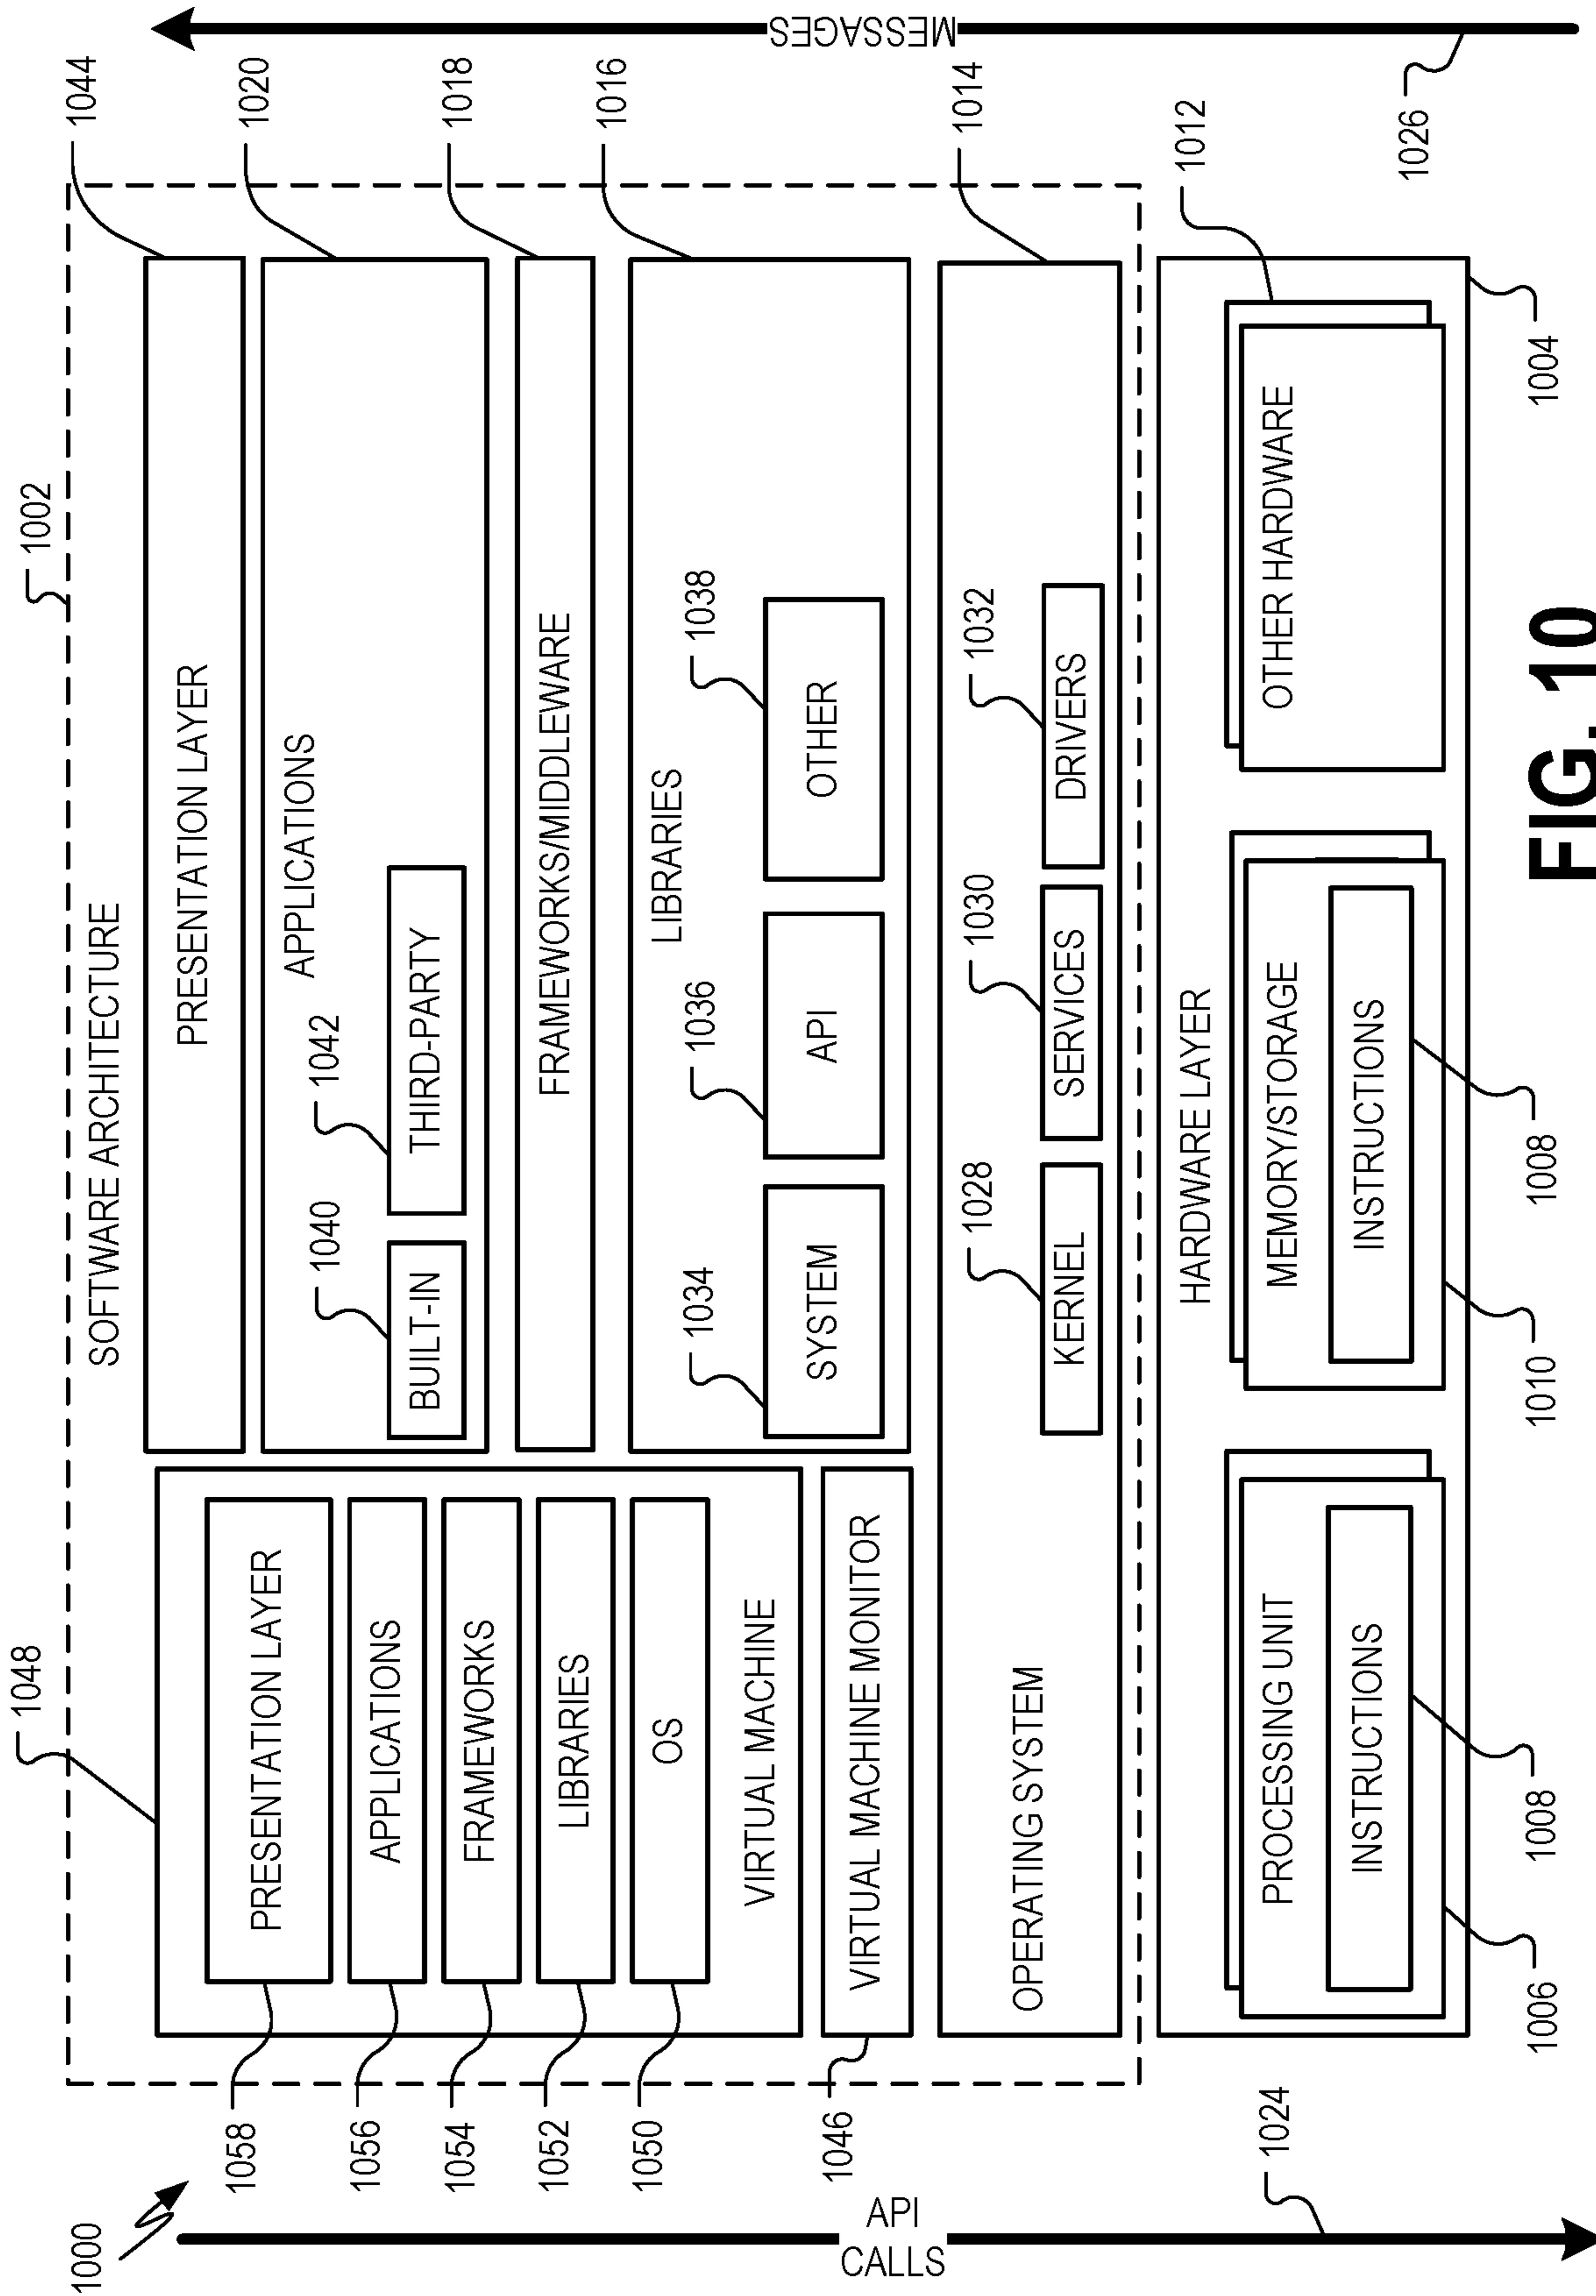 1000
1002
SOFTWARE ARCHITECTURE
1048
PRESENTATION LAYER
1058
APPLICATIONS
1056
FRAMEWORKS
1054
LIBRARIES
1052
OS
1050
VIRTUAL MACHINE
VIRTUAL MACHINE MONITOR
1046
PRESENTATION LAYER
1044
APPLICATIONS
1020
1040
BUILT-IN
1042
THIRD-PARTY
FRAMEWORKS/MIDDLEWARE
1018
LIBRARIES
1016
1034
SYSTEM
1036
API
1038
OTHER
OPERATING SYSTEM
1014
1028
KERNEL
1030
SERVICES
1032
DRIVERS
HARDWARE LAYER
PROCESSING UNIT
INSTRUCTIONS
1006
1008
MEMORY/STORAGE
INSTRUCTIONS
1010
1008
OTHER HARDWARE
1012
1004
API
CALLS
1024
MESSAGES
1026
FIG. 10